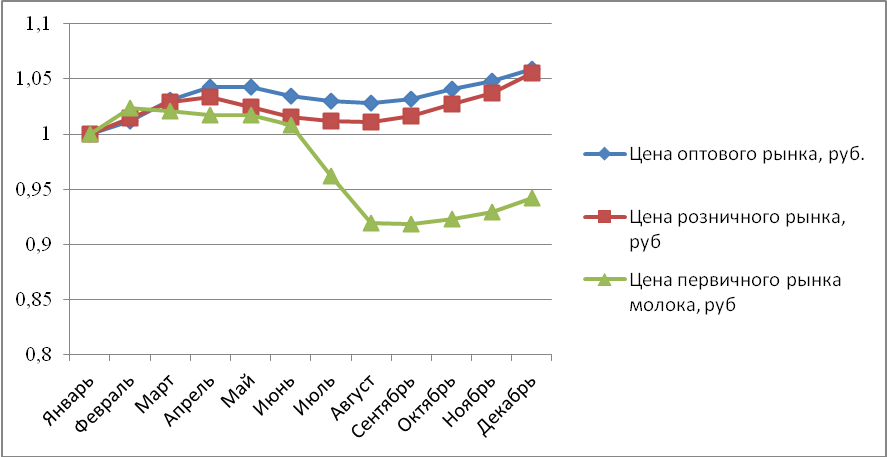 1,1
1,05
1
0,95
0,9
0,85
0,8
Январь
Февраль
Март
Апрель
Май
Июнь
Июль
Август
Сентябрь
Октябрь
Ноябрь
Декабрь
Цена оптового рынка, руб.
Цена розничного рынка,
руб
Цена первичного рынка
молока, руб